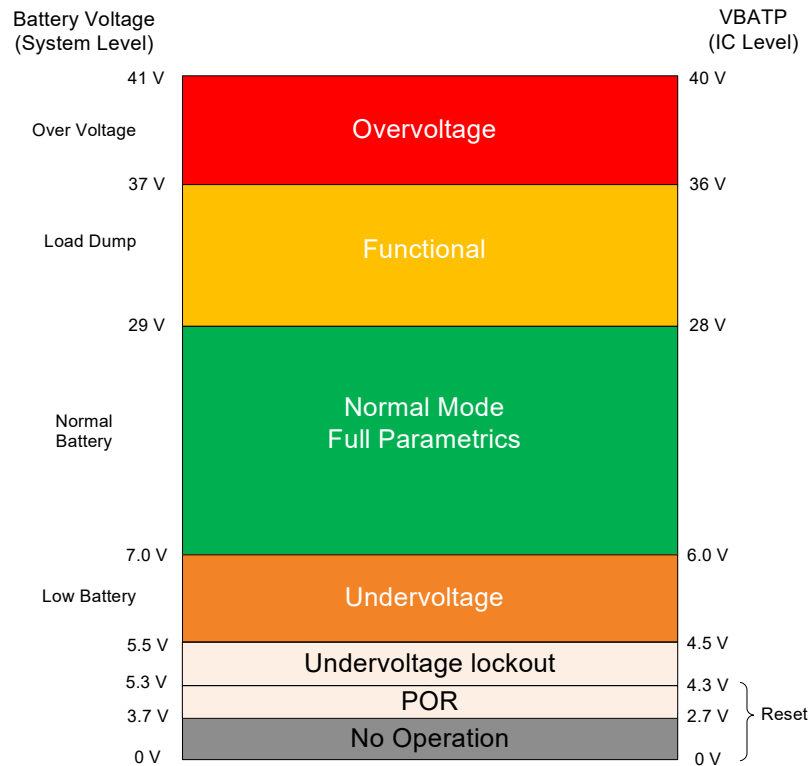 Battery Voltage
(System Level)
VBATP
(IC Level)
41 V
40 V
Over Voltage
Overvoltage
37 V
36 V
Load Dump
Functional
29 V
28 V
Normal
Battery
Normal Mode
Full Parametrics
7.0 V
6.0 V
Low Battery
Undervoltage
5.5 V
4.5 V
Undervoltage lockout
5.3 V
4.3 V
POR
3.7 V
2.7 V
Reset
No Operation
0 V
0 V